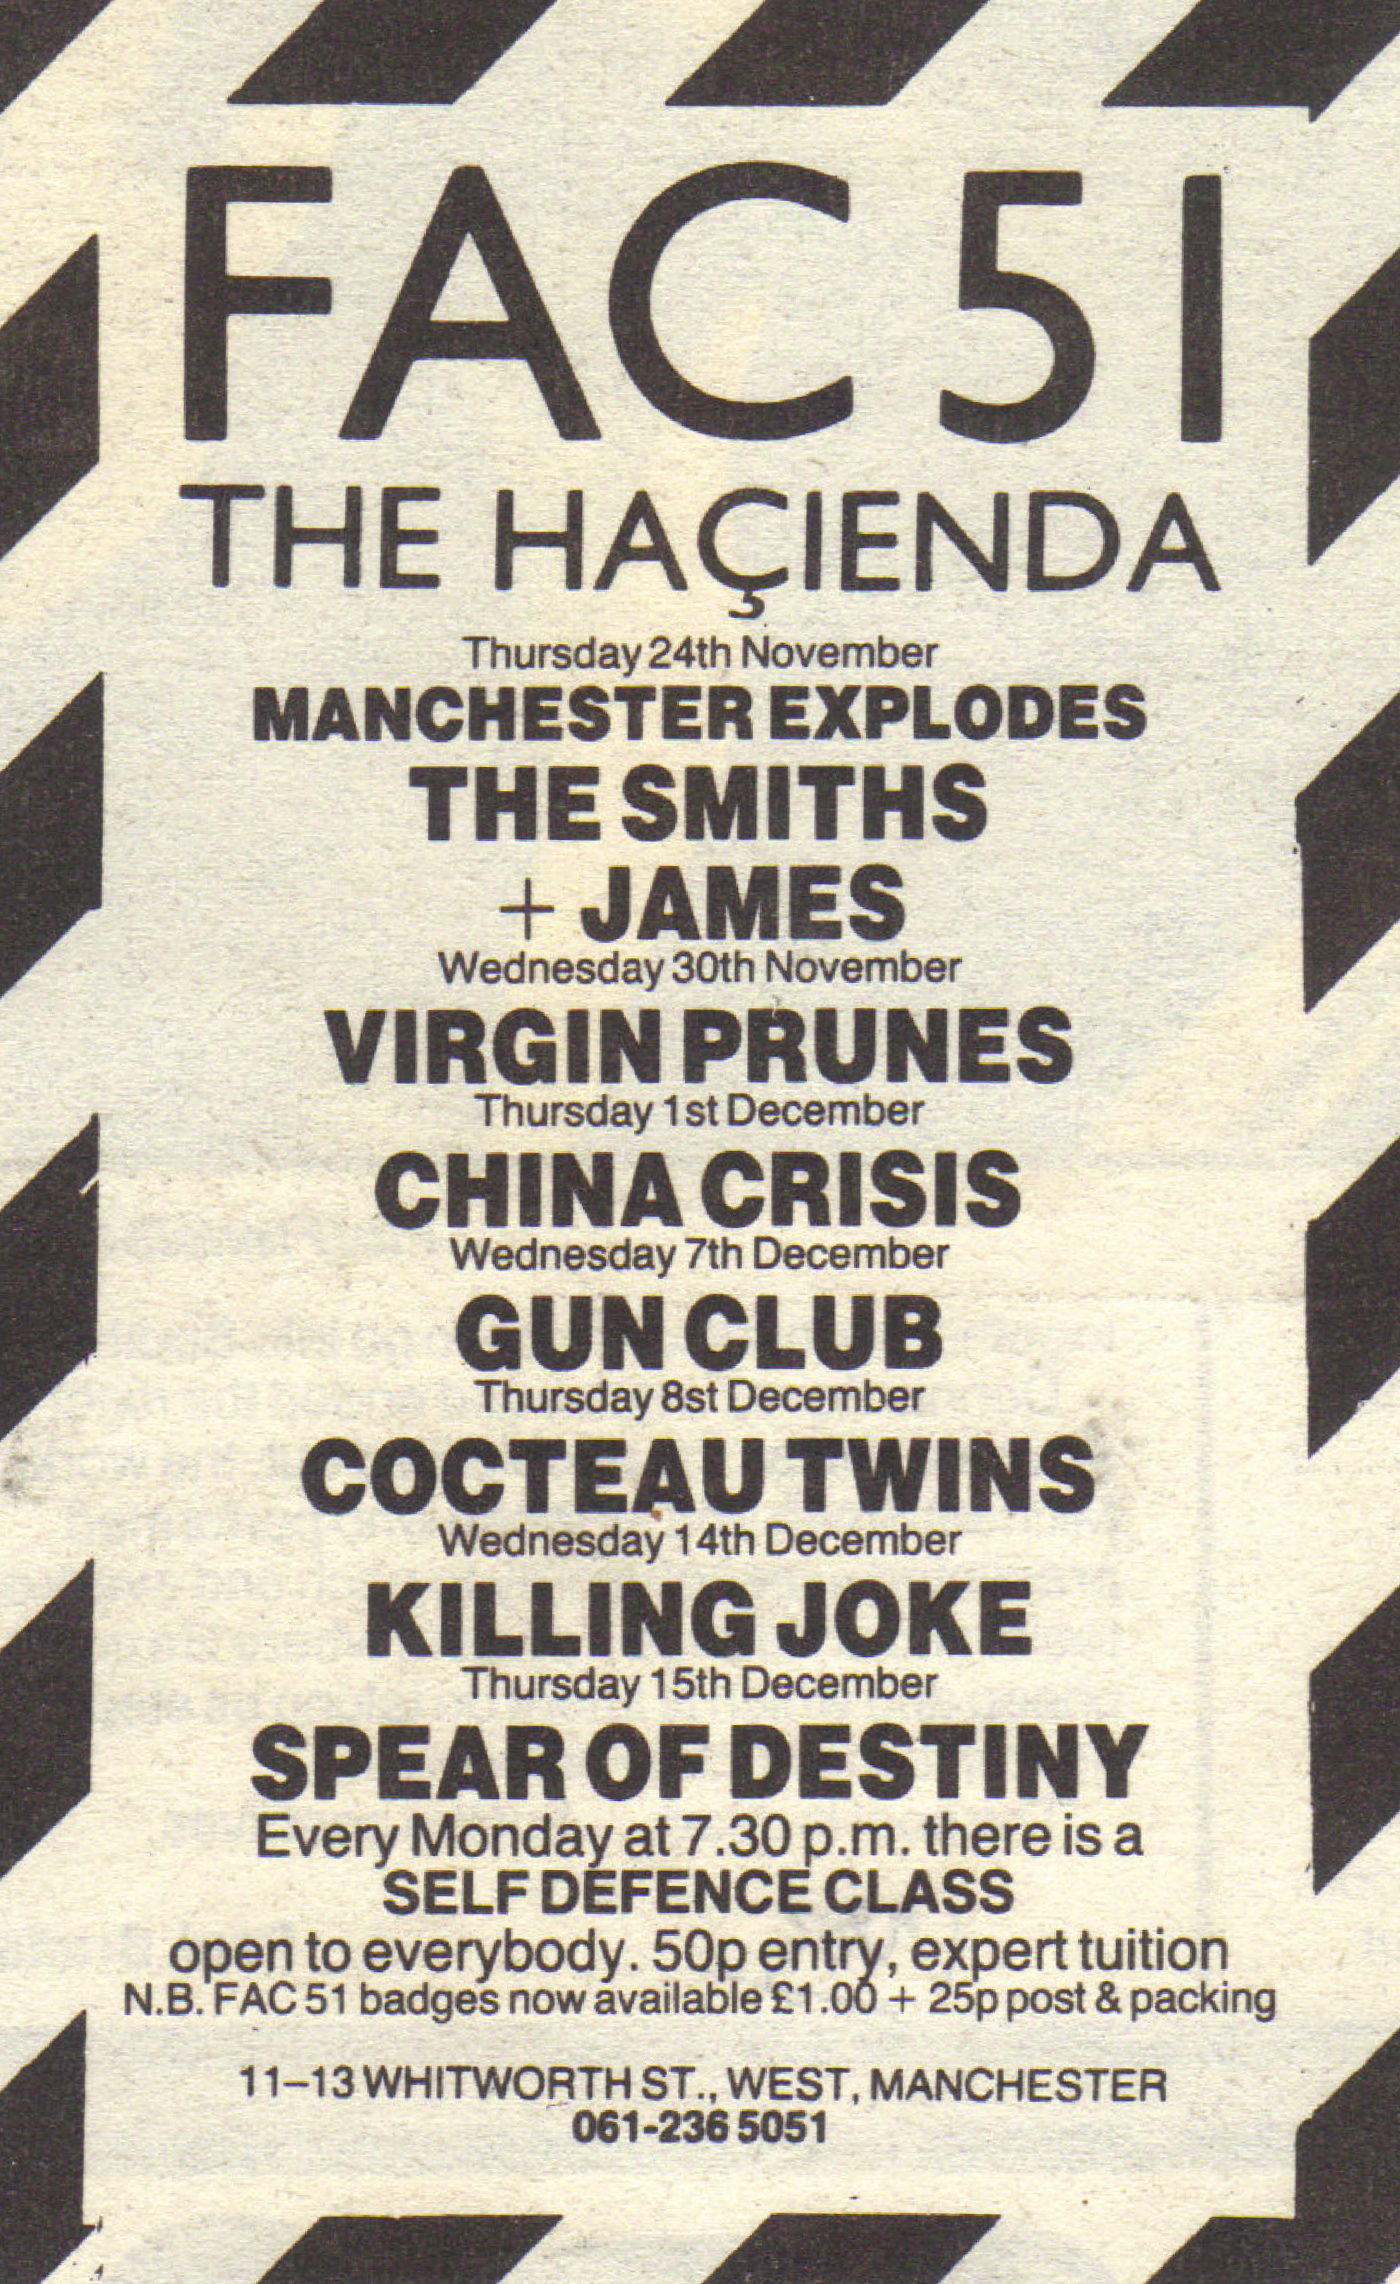 FAC 51
THE HAÇIENDA
Thursday 24th November
MANCHESTER EXPLODES
THE SMITHS
+ JAMES
Wednesday 30th November
VIRGIN PRUNES
Thursday 1st December
CHINA CRISIS
Wednesday 7th December
GUN CLUB
Thursday 8st December
COCTEAU TWINS
Wednesday 14th December
KILLING JOKE
Thursday 15th December
SPEAR OF DESTINY
Every Monday at 7.30 p.m. there is a
SELF DEFENCE CLASS
open to everybody. 50p entry, expert tuition
N.B. FAC 51 badges now available £1.00 + 25p post & packing
11–13 WHITWORTH ST., WEST, MANCHESTER
061-236 5051